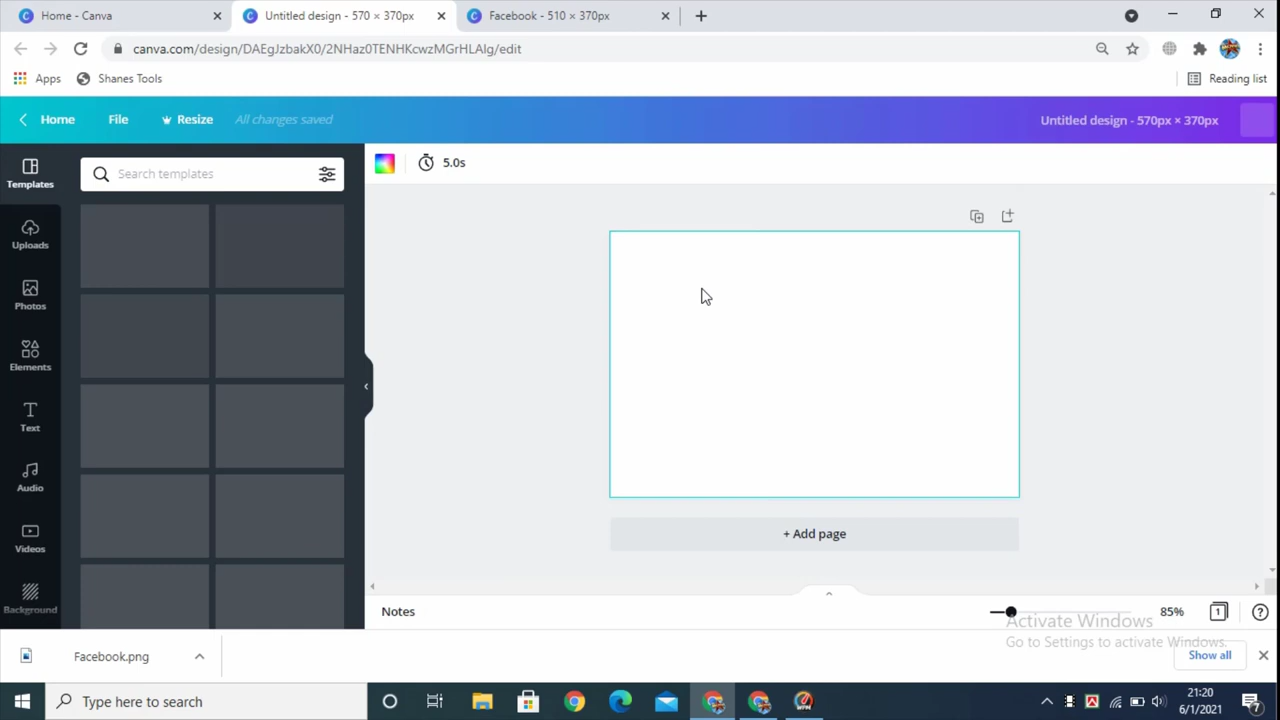 Home - Canva
Untitled design - 570 × 370px
Facebook - 510 × 370px
canva.com/design/DAEgJzbakX0/2NHaz0TENHKcwzMGrHLAlg/edit
Apps
Shanes Tools
Reading list
Home
File
Resize
All changes saved
Untitled design - 570px × 370px
Templates
Search templates
5.0s
Uploads
Photos
Elements
Text
Audio
Videos
Background
+ Add page
Notes
85%
1
Activate Windows
Go to Settings to activate Windows.
Facebook.png
Show all
Type here to search
21:20
6/1/2021
7